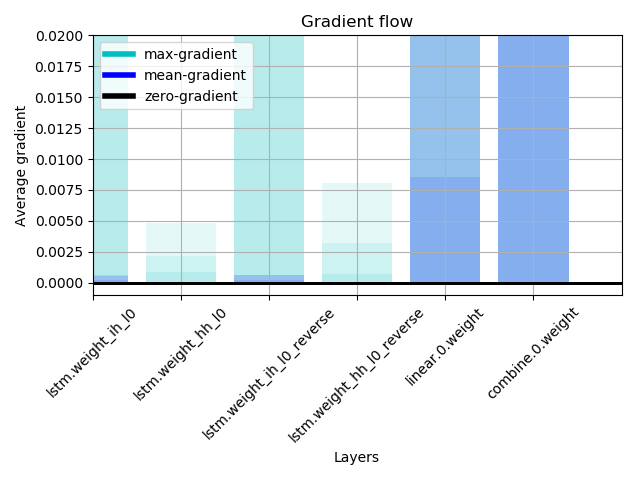 Gradient flow
max-gradient
mean-gradient
zero-gradient
Average gradient
0.0200
0.0175
0.0150
0.0125
0.0100
0.0075
0.0050
0.0025
0.0000
lstm.weight_ih_l0
lstm.weight_hh_l0
lstm.weight_ih_l0_reverse
lstm.weight_hh_l0_reverse
linear.0.weight
combine.0.weight
Layers